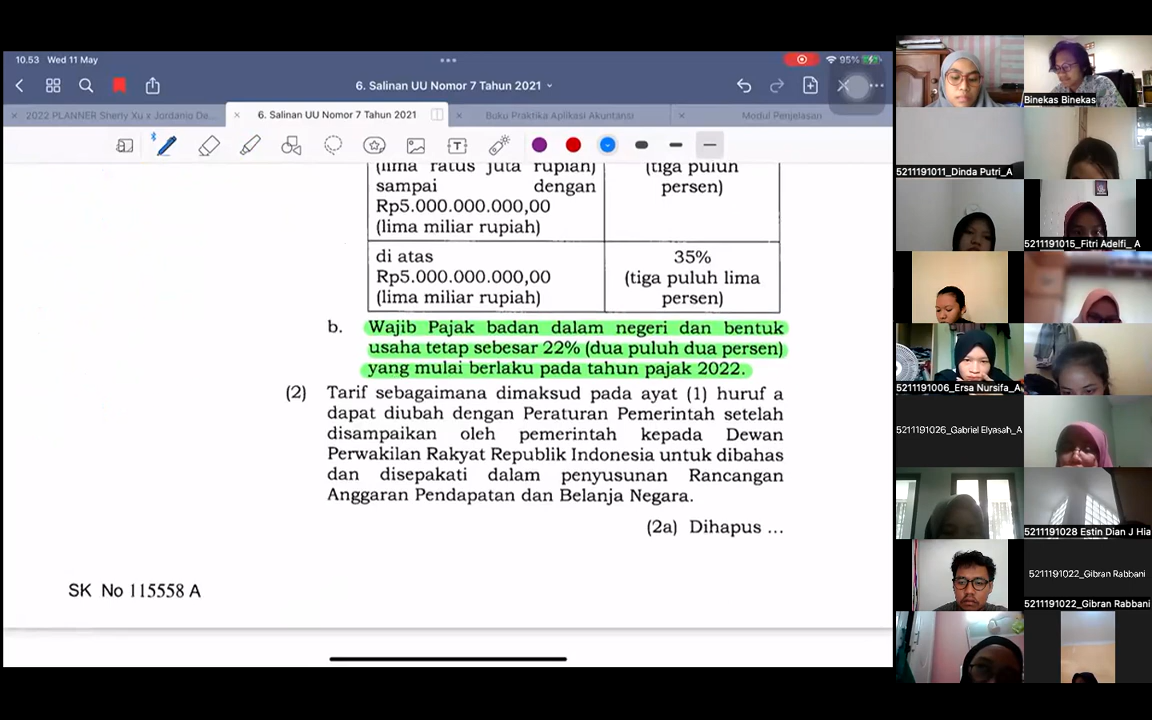 10.53 Wed 11 May
95%
6. Salinan UU Nomor 7 Tahun 2021
2022 PLANNER Sherly Xu x Jordania De...
6. Salinan UU Nomor 7 Tahun 2021
Buku Praktika Aplikasi Akuntansi
Modul Penjelasan
(lima ratus juta rupiah)
sampai dengan
Rp5.000.000.000,00
(lima miliar rupiah)
(tiga puluh
persen)
di atas
Rp5.000.000.000,00
(lima miliar rupiah)
35%
(tiga puluh lima
persen)
b. Wajib Pajak badan dalam negeri dan bentuk
usaha tetap sebesar 22% (dua puluh dua persen)
yang mulai berlaku pada tahun pajak 2022.
(2) Tarif sebagaimana dimaksud pada ayat (1) huruf a
dapat diubah dengan Peraturan Pemerintah setelah
disampaikan oleh pemerintah kepada Dewan
Perwakilan Rakyat Republik Indonesia untuk dibahas
dan disepakati dalam penyusunan Rancangan
Anggaran Pendapatan dan Belanja Negara.
(2a) Dihapus ...
SK No 115558 A
Binekas Binekas
5211191011_Dinda Putri_A
5211191015_Fitri Adelfi_ A
5211191006_Ersa Nursifa_A
5211191026_Gabriel Elyasah_A
5211191028 Estin Dian J Hia
5211191022_Gibran Rabbani
5211191022_Gibran Rabbani